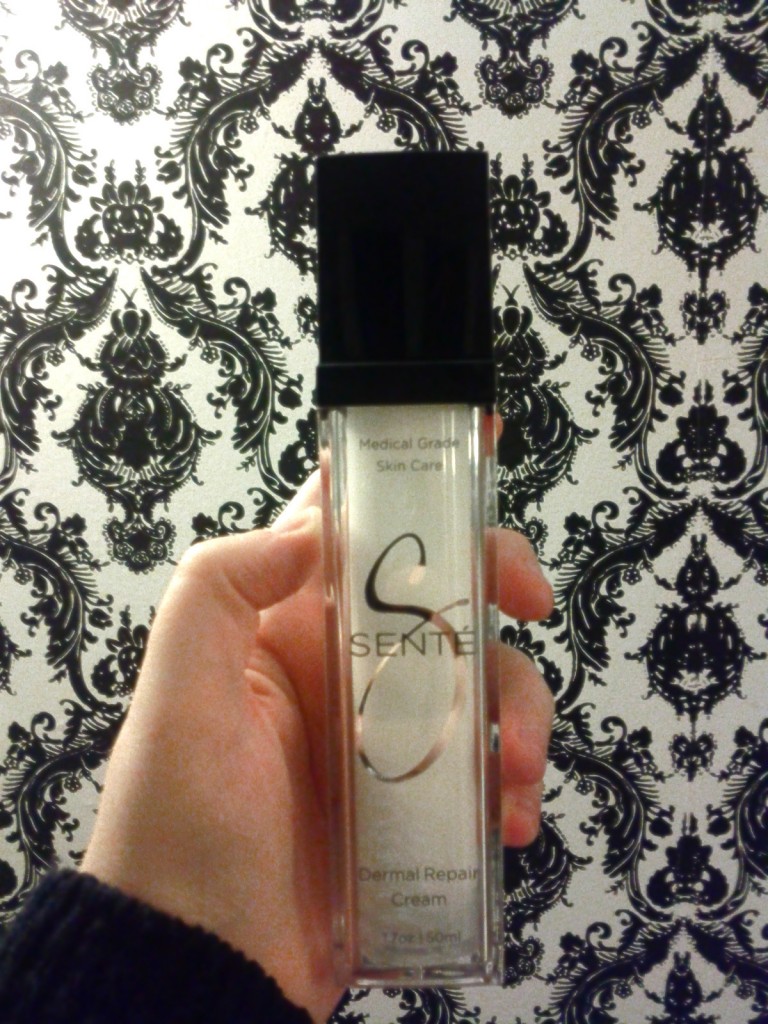 Medical Grade
Skin Care
SENTÉ
Dermal Repair
Cream
1.7oz | 50ml